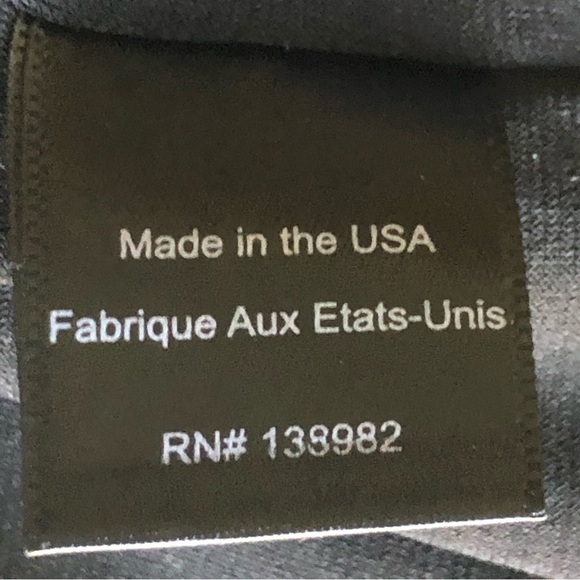 Made in the USA
Fabrique Aux Etats-Unis
RN# 138982